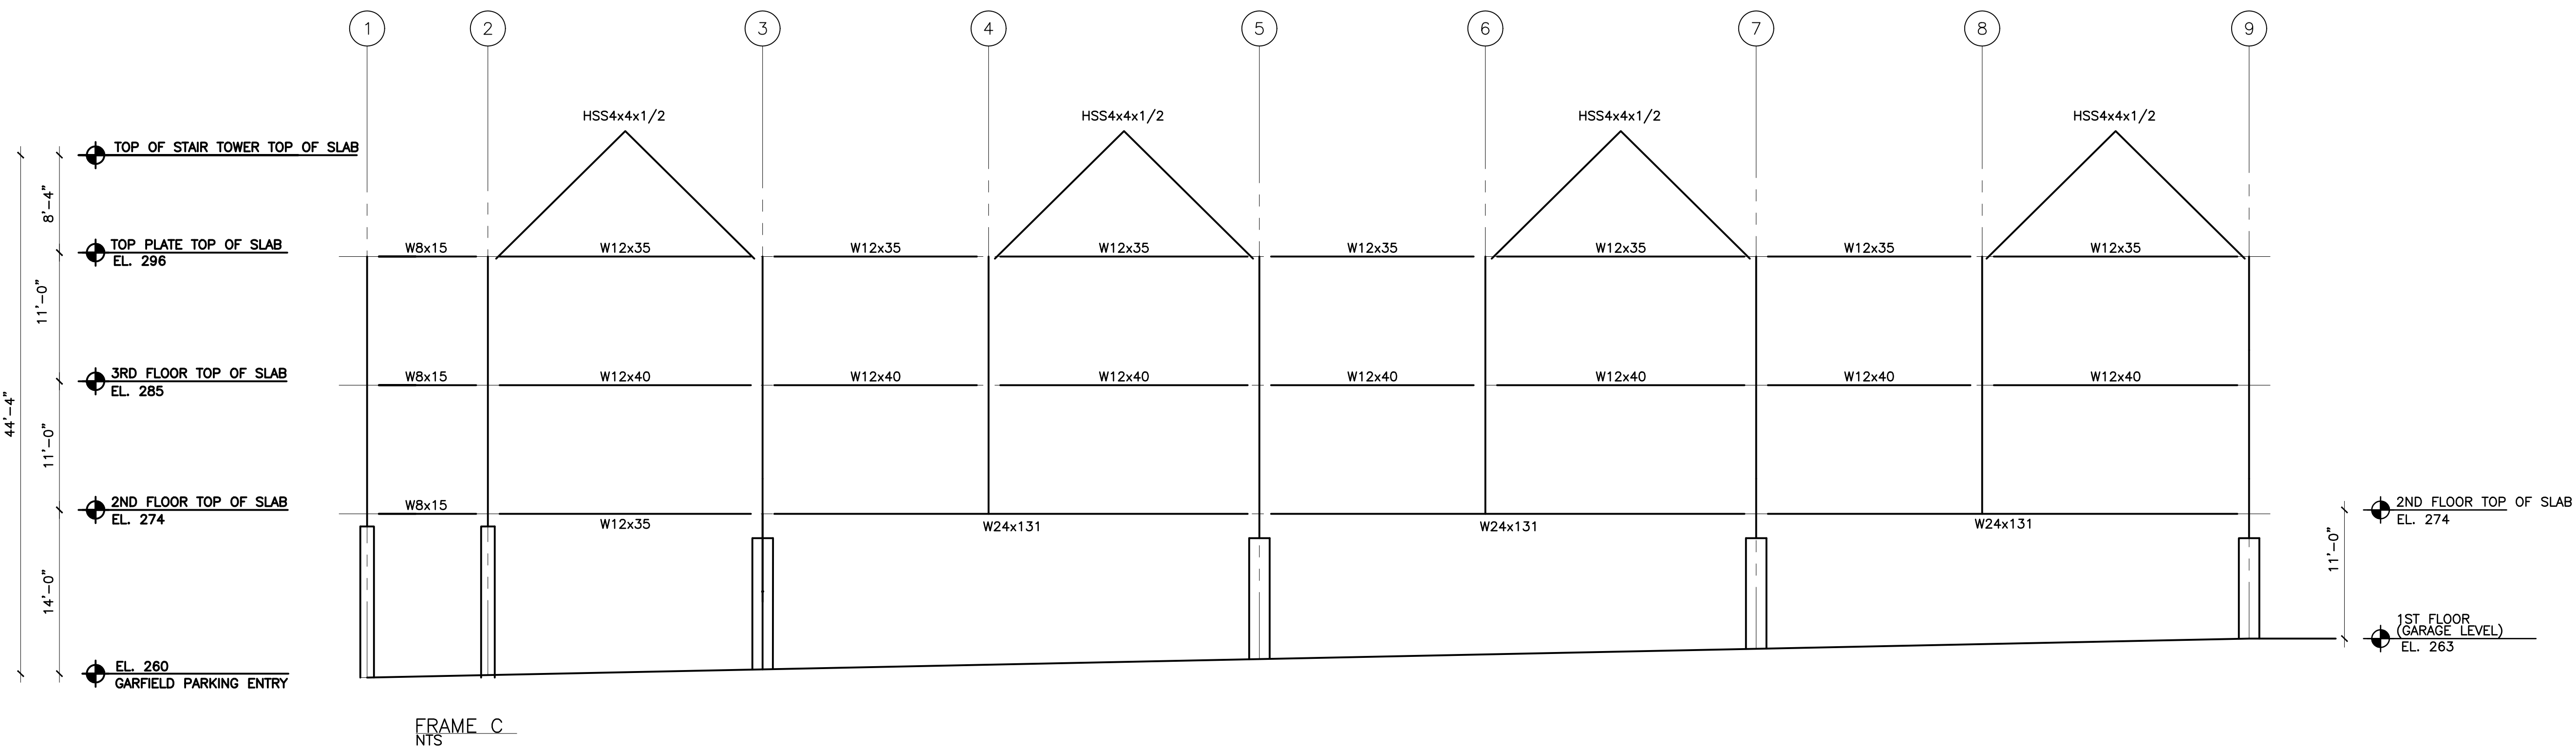 1 2 3 4 5 6 7 8 9
HSS4x4x1/2 HSS4x4x1/2 HSS4x4x1/2 HSS4x4x1/2
TOP OF STAIR TOWER TOP OF SLAB
8'-4"
TOP PLATE TOP OF SLAB
EL. 296
W8x15 W12x35 W12x35 W12x35 W12x35 W12x35 W12x35 W12x35
11'-0"
3RD FLOOR TOP OF SLAB
EL. 285
W8x15 W12x40 W12x40 W12x40 W12x40 W12x40 W12x40 W12x40
44'-4"
11'-0"
2ND FLOOR TOP OF SLAB
EL. 274
W8x15
W12x35 W24x131 W24x131 W24x131
2ND FLOOR TOP OF SLAB
EL. 274
11'-0"
14'-0"
1ST FLOOR
(GARAGE LEVEL)
EL. 263
EL. 260
GARFIELD PARKING ENTRY
FRAME C
NTS